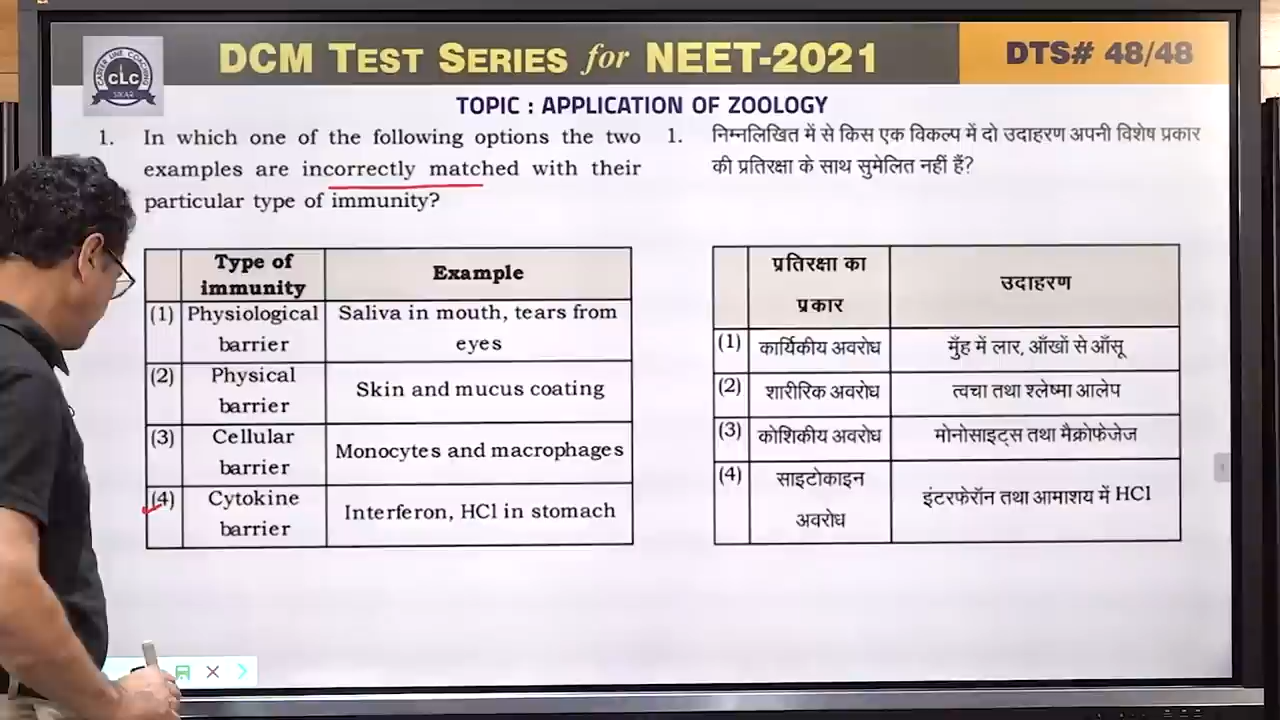 DCM TEST SERIES for NEET-2021
DTS# 48/48
CAREER LINE COACHING
CLC
SIKAR
TOPIC : APPLICATION OF ZOOLOGY
1. In which one of the following options the two
examples are incorrectly matched with their
particular type of immunity?
Type of
immunity
Example
(1) Physiological
barrier
Saliva in mouth, tears from
eyes
(2) Physical
barrier
Skin and mucus coating
(3) Cellular
barrier
Monocytes and macrophages
(4) Cytokine
barrier
Interferon, HCl in stomach
1. निम्नलिखित में से किस एक विकल्प में दो उदाहरण अपनी विशेष प्रकार
की प्रतिरक्षा के साथ सुमेलित नहीं हैं?
प्रतिरक्षा का
प्रकार
उदाहरण
(1) कार्यिकीय अवरोध
मुँह में लार, आँखों से आँसू
(2) शारीरिक अवरोध
त्वचा तथा श्लेष्मा आलेप
(3) कोशिकीय अवरोध
मोनोसाइट्स तथा मैक्रोफेजेज
(4) साइटोकाइन
अवरोध
इंटरफेरॉन तथा आमाशय में HCl